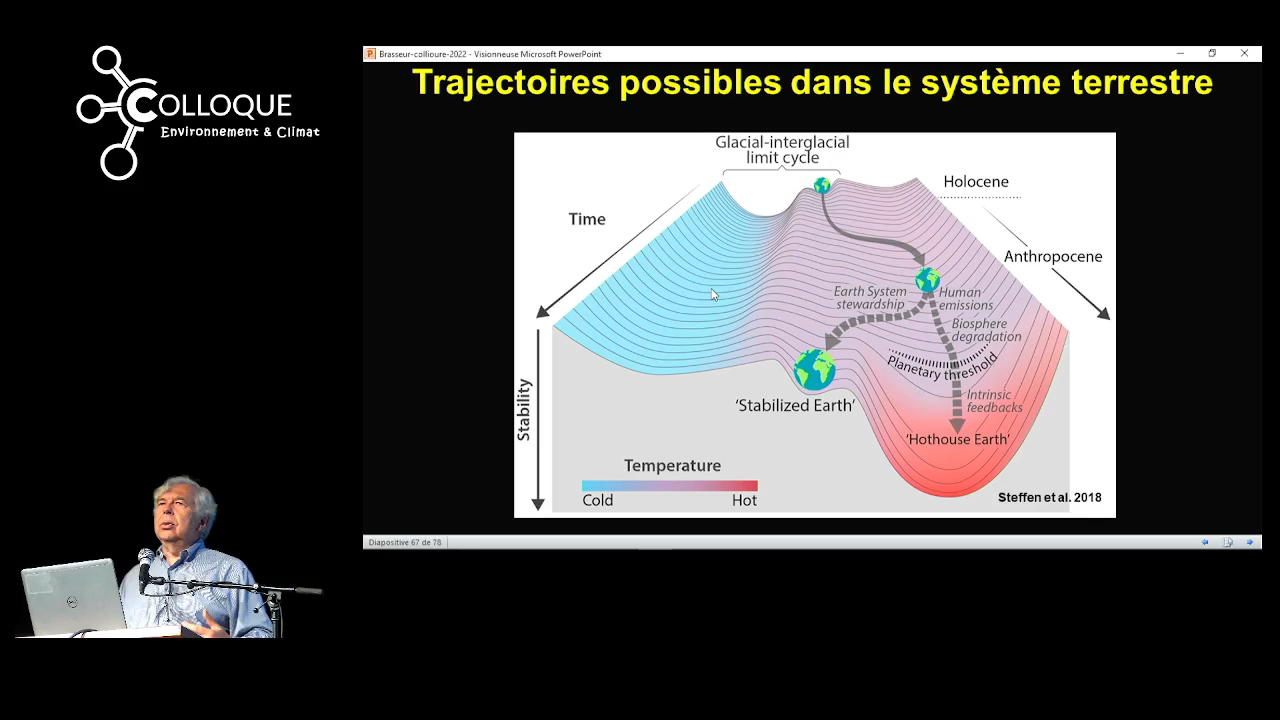 COLLOQUE
Environnement & Climat
Brasseur-collioure-2022 - Visionneuse Microsoft PowerPoint
Trajectoires possibles dans le système terrestre
Glacial-interglacial
limit cycle
Holocene
Time
Anthropocene
Earth System
stewardship
Human
emissions
Biosphere
degradation
Planetary threshold
Stability
'Stabilized Earth'
Intrinsic
feedbacks
'Hothouse Earth'
Temperature
Cold
Hot
Steffen et al. 2018
Diapositive 67 de 78